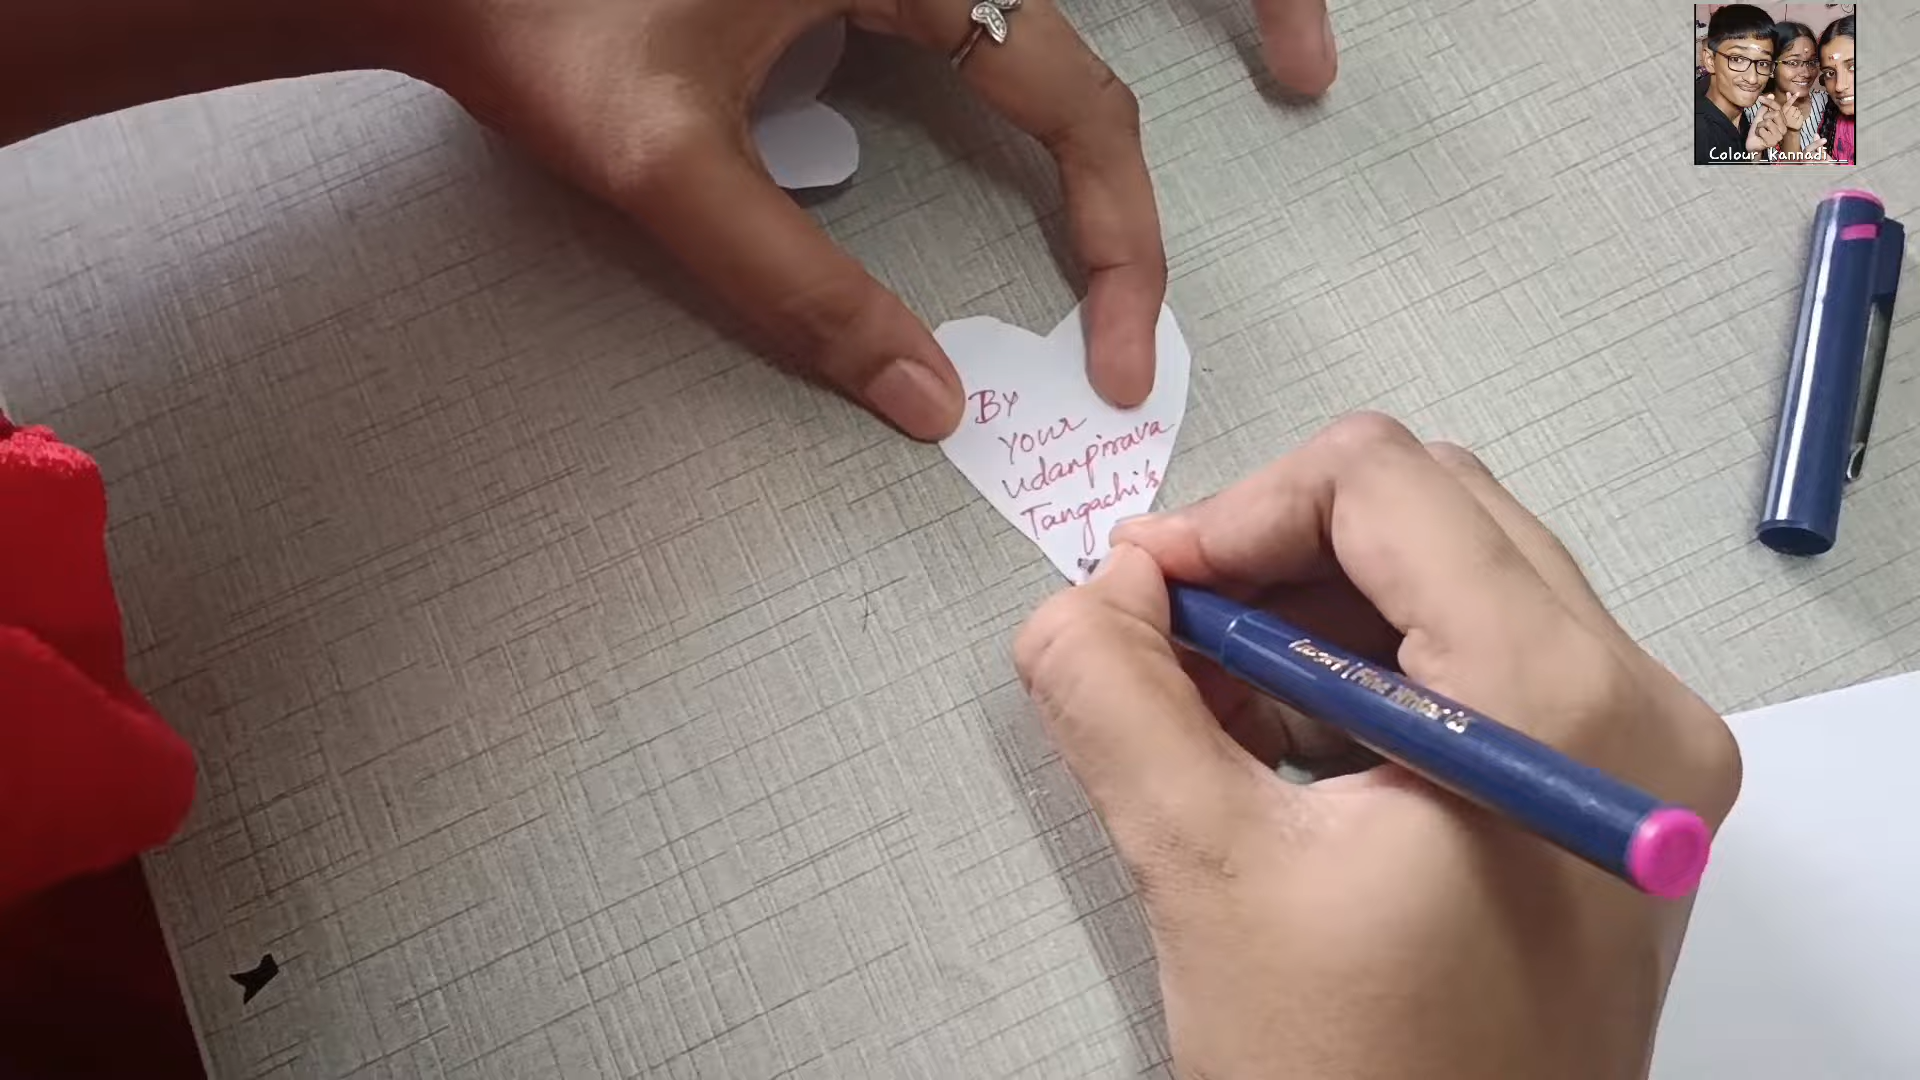 By
your
udanpirava
Tangachi's
Colour_kannadi__